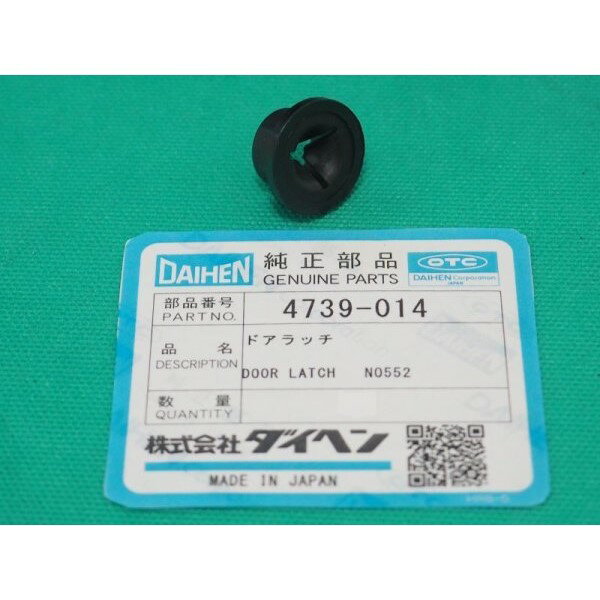 DAIHEN 純正部品 OTC
GENUINE PARTS DAIHEN Corporation
JAPAN
部品番号 4739-014
PART NO.
品 名 ドアラッチ
DESCRIPTION DOOR LATCH NO552
数 量
QUANTITY
株式会社 ダイヘン
MADE IN JAPAN